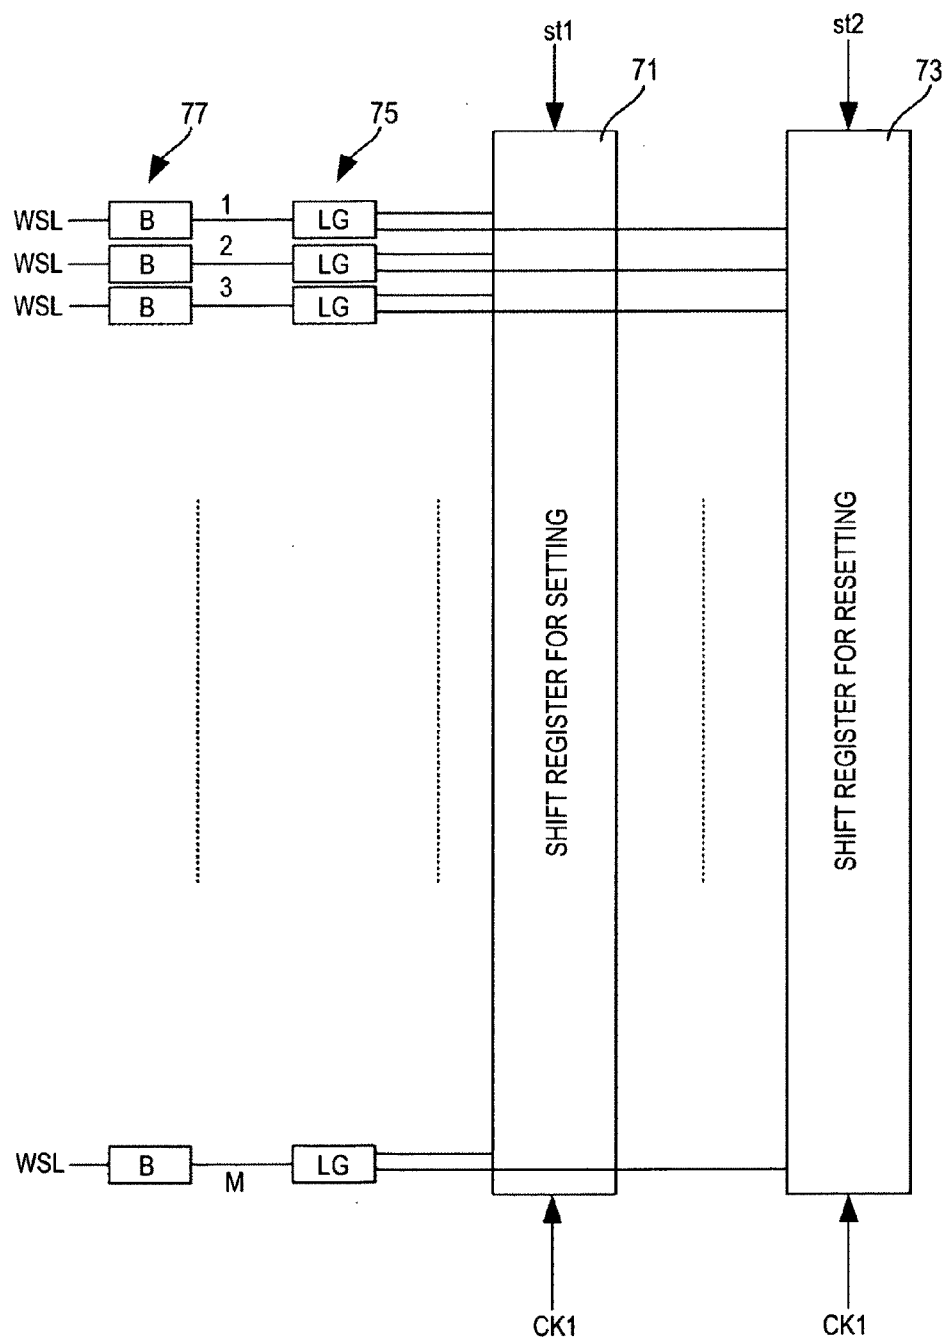 st1
st2
71
73
77
75
WSL B 1 LG
WSL B 2 LG
WSL B 3 LG
SHIFT REGISTER FOR SETTING
SHIFT REGISTER FOR RESETTING
WSL B M LG
CK1
CK1